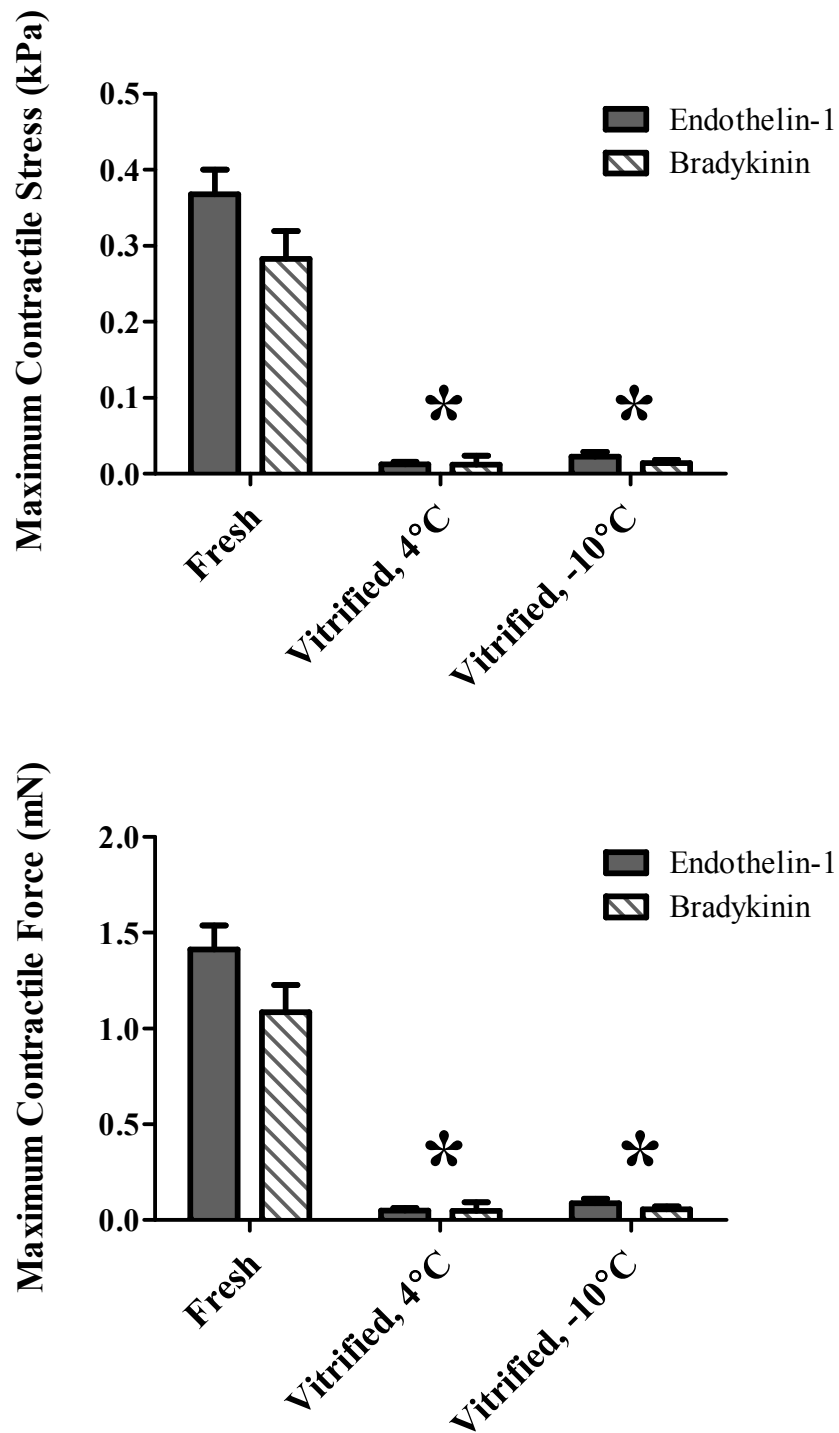 Maximum Contractile Stress (kPa)
0.5
0.4
0.3
0.2
0.1
0.0
Endothelin-1
Bradykinin
*
*
Fresh
Vitrified, 4°C
Vitrified, -10°C
Maximum Contractile Force (mN)
2.0
1.5
1.0
0.5
0.0
Endothelin-1
Bradykinin
*
*
Fresh
Vitrified, 4°C
Vitrified, -10°C